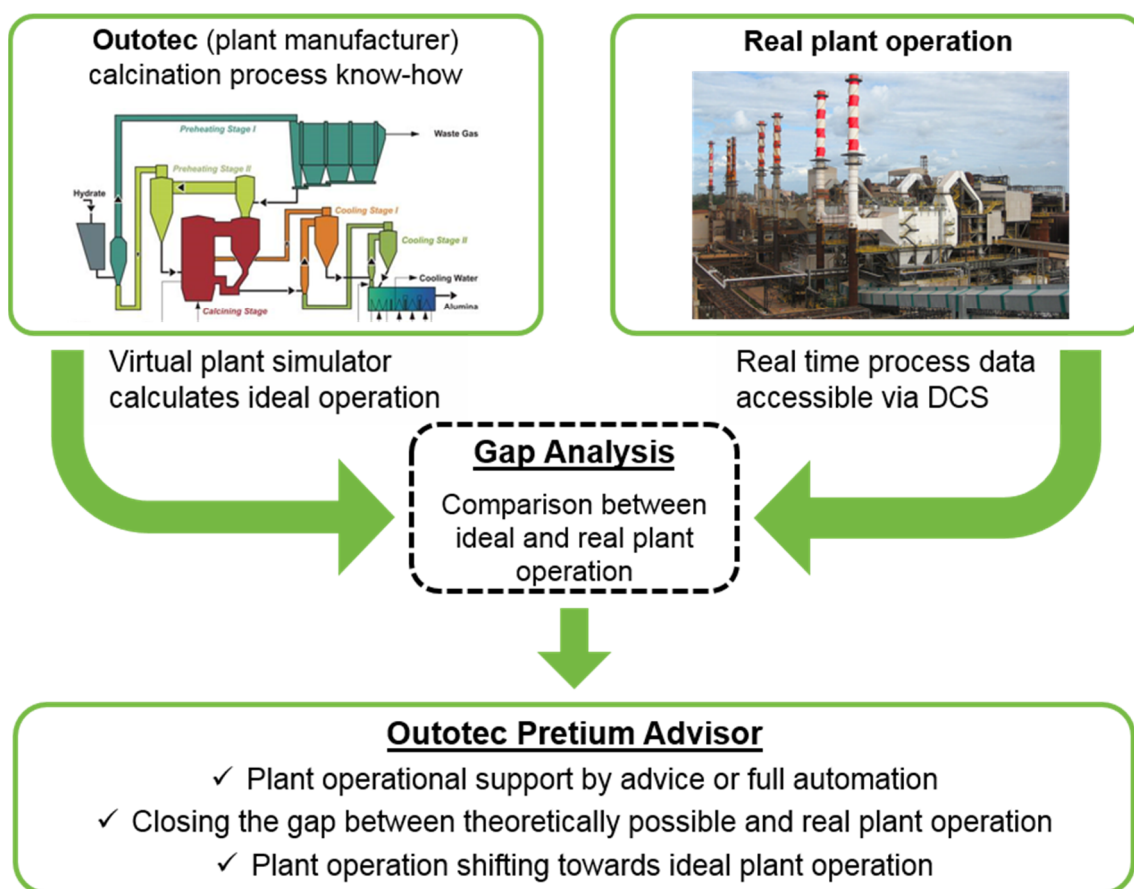 Outotec (plant manufacturer)
calcination process know-how
Preheating Stage I
Waste Gas
Preheating Stage II
Hydrate
Cooling Stage I
Cooling Stage II
Cooling Water
Alumina
Calcining Stage
Real plant operation
Virtual plant simulator
calculates ideal operation
Real time process data
accessible via DCS
Gap Analysis
Comparison between
ideal and real plant
operation
Outotec Pretium Advisor
✓ Plant operational support by advice or full automation
✓ Closing the gap between theoretically possible and real plant operation
✓ Plant operation shifting towards ideal plant operation